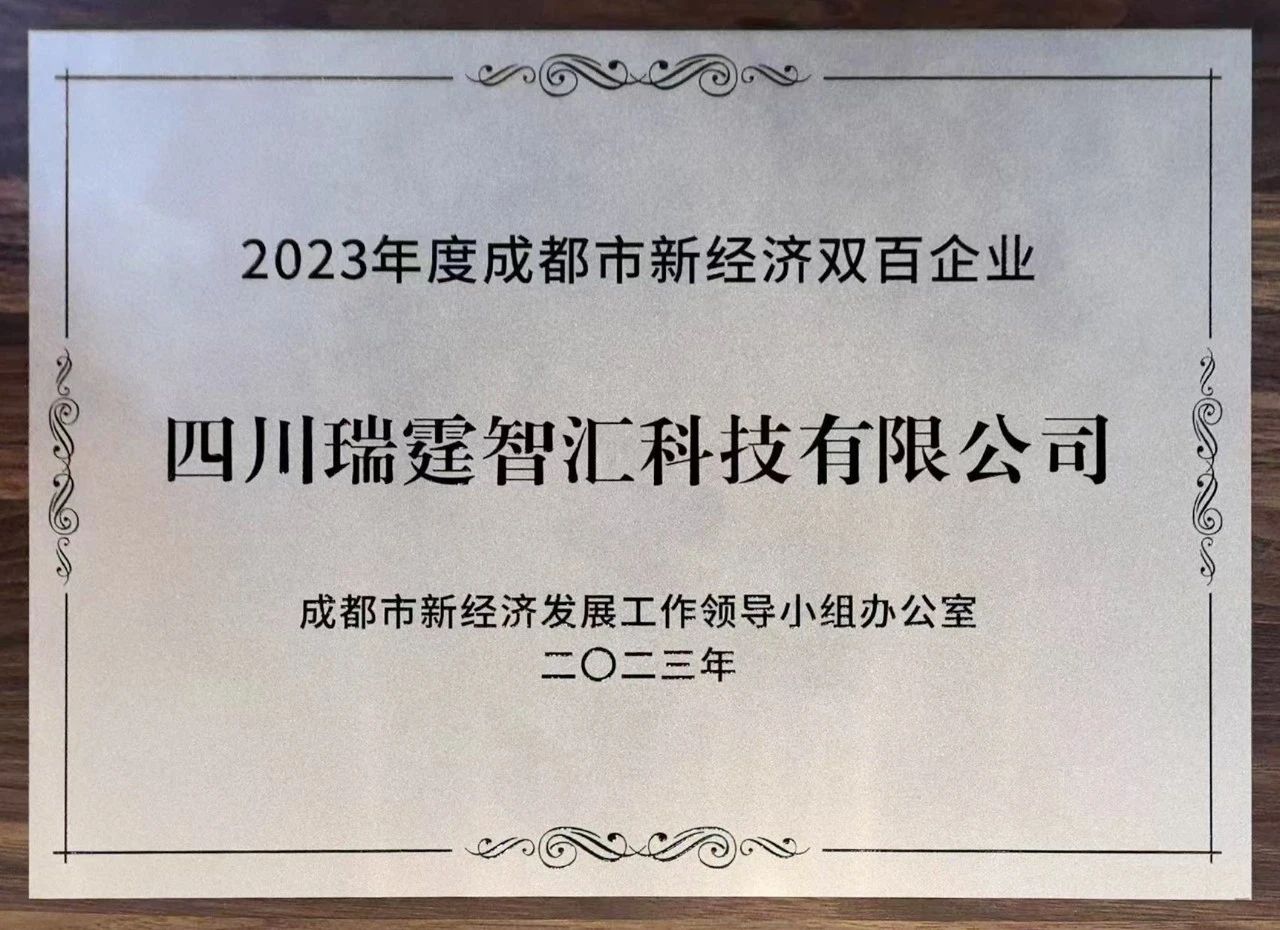 2023年度成都市新经济双百企业
四川瑞霆智汇科技有限公司
成都市新经济发展工作领导小组办公室
二〇二三年